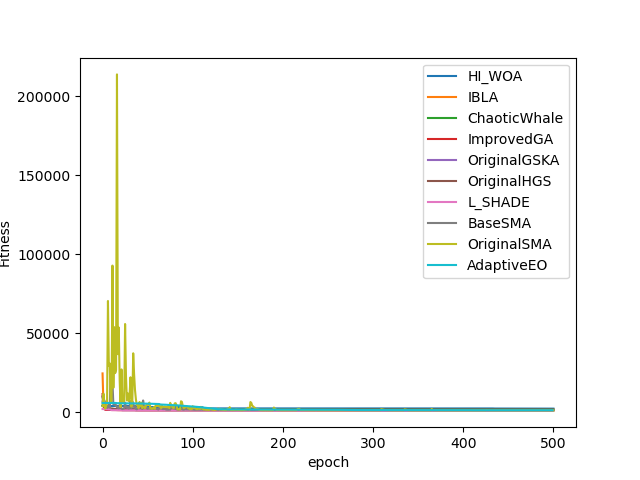 HI_WOA
IBLA
ChaoticWhale
ImprovedGA
OriginalGSKA
OriginalHGS
L_SHADE
BaseSMA
OriginalSMA
AdaptiveEO
200000
150000
100000
50000
0
0 100 200 300 400 500
epoch